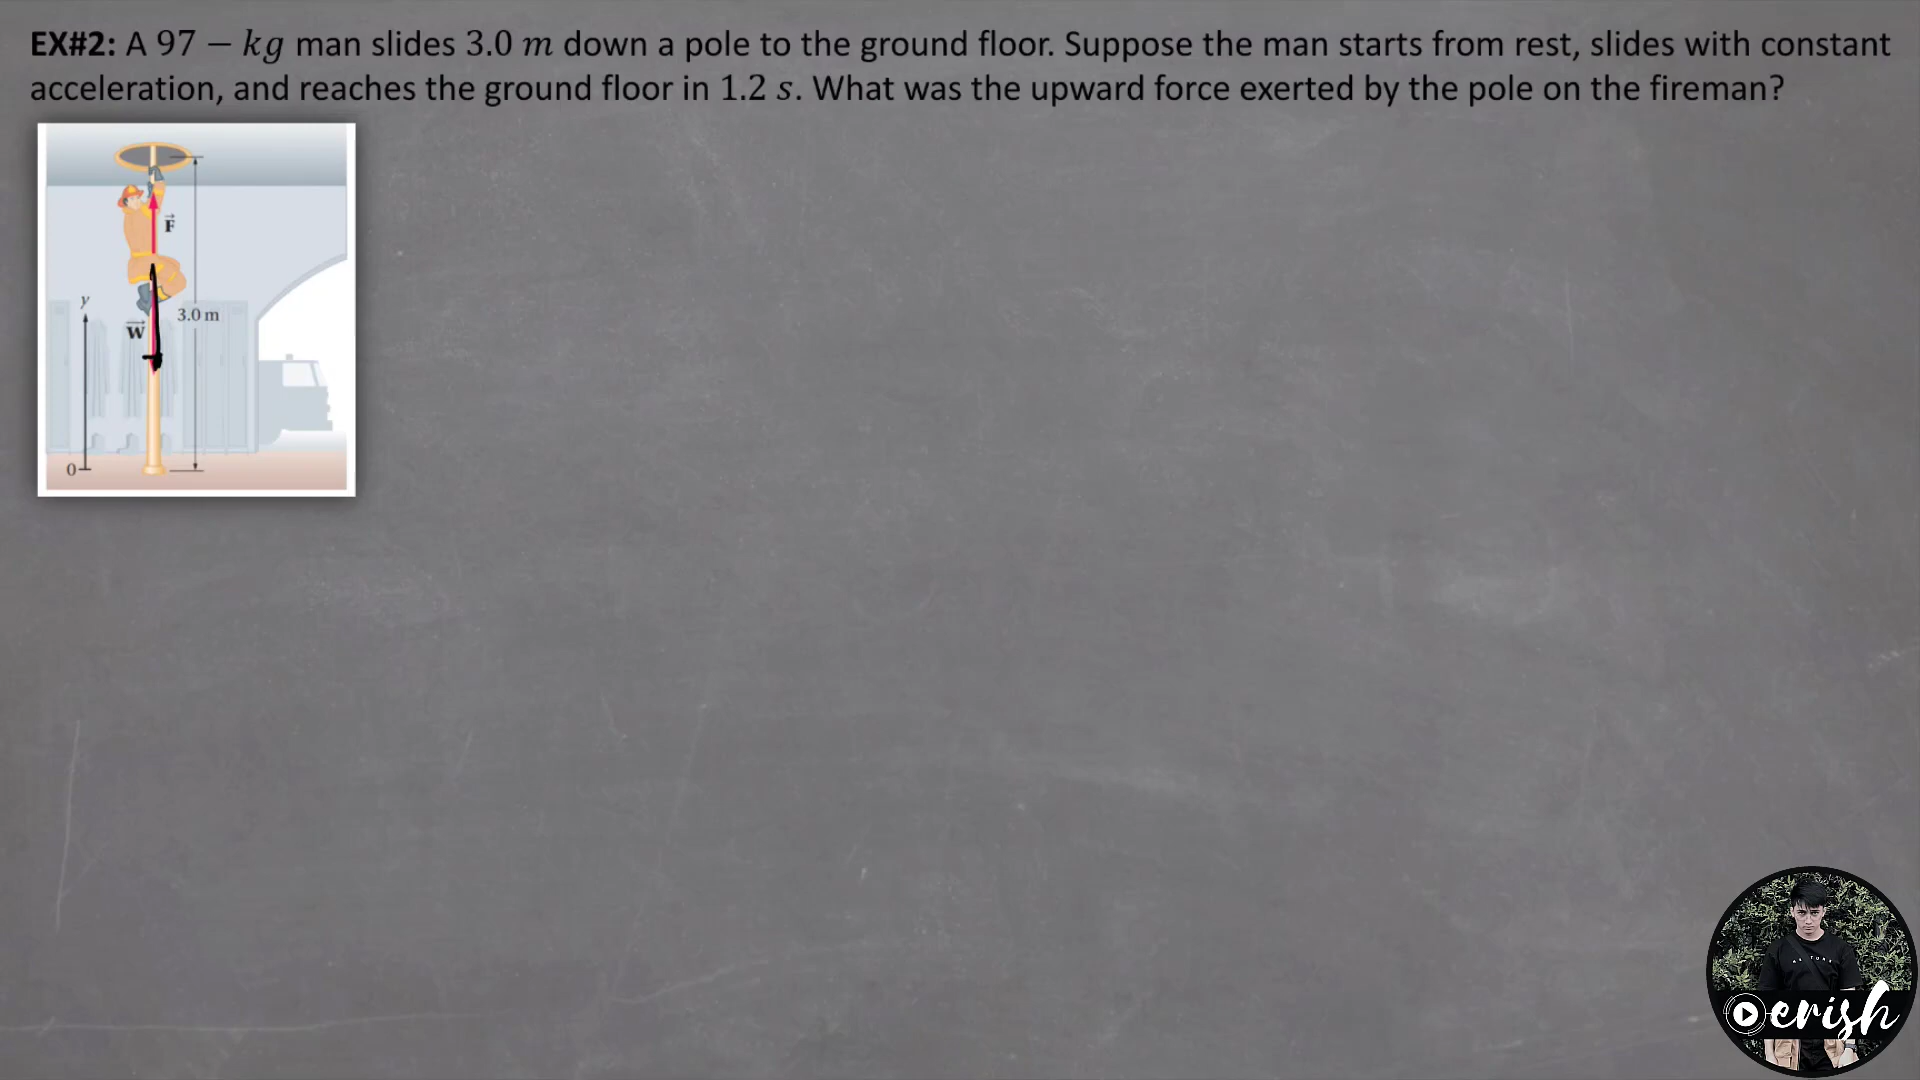 EX#2: A 97 − kg man slides 3.0 m down a pole to the ground floor. Suppose the man starts from rest, slides with constant
acceleration, and reaches the ground floor in 1.2 s. What was the upward force exerted by the pole on the fireman?
F
y
3.0 m
W
0
erish